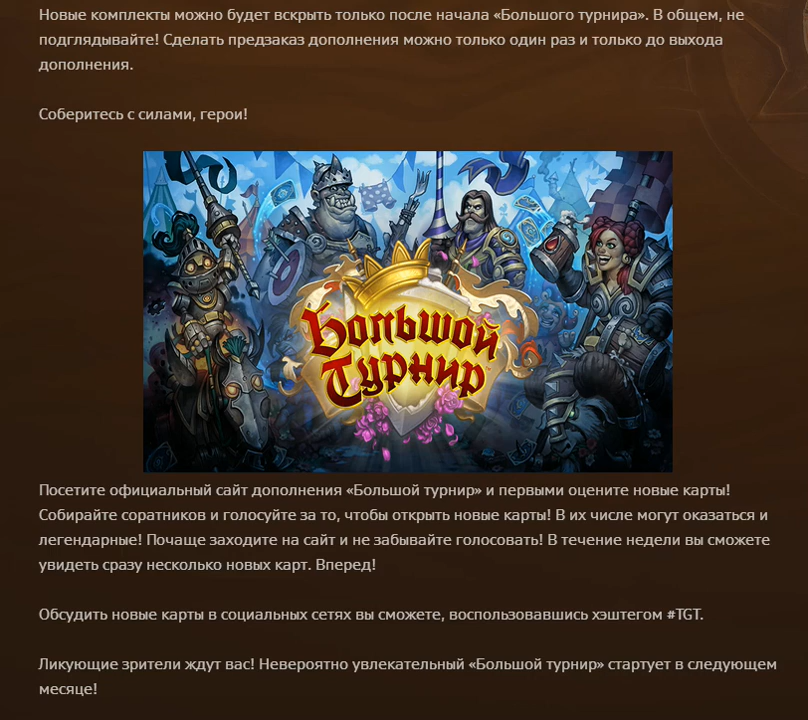 Новые комплекты можно будет вскрыть только после начала «Большого турнира». В общем, не
подглядывайте! Сделать предзаказ дополнения можно только один раз и только до выхода
дополнения.
Соберитесь с силами, герои!
Большой
Турнир
Посетите официальный сайт дополнения «Большой турнир» и первыми оцените новые карты!
Собирайте соратников и голосуйте за то, чтобы открыть новые карты! В их числе могут оказаться и
легендарные! Почаще заходите на сайт и не забывайте голосовать! В течение недели вы сможете
увидеть сразу несколько новых карт. Вперед!
Обсудить новые карты в социальных сетях вы сможете, воспользовавшись хэштегом #TGT.
Ликующие зрители ждут вас! Невероятно увлекательный «Большой турнир» стартует в следующем
месяце!